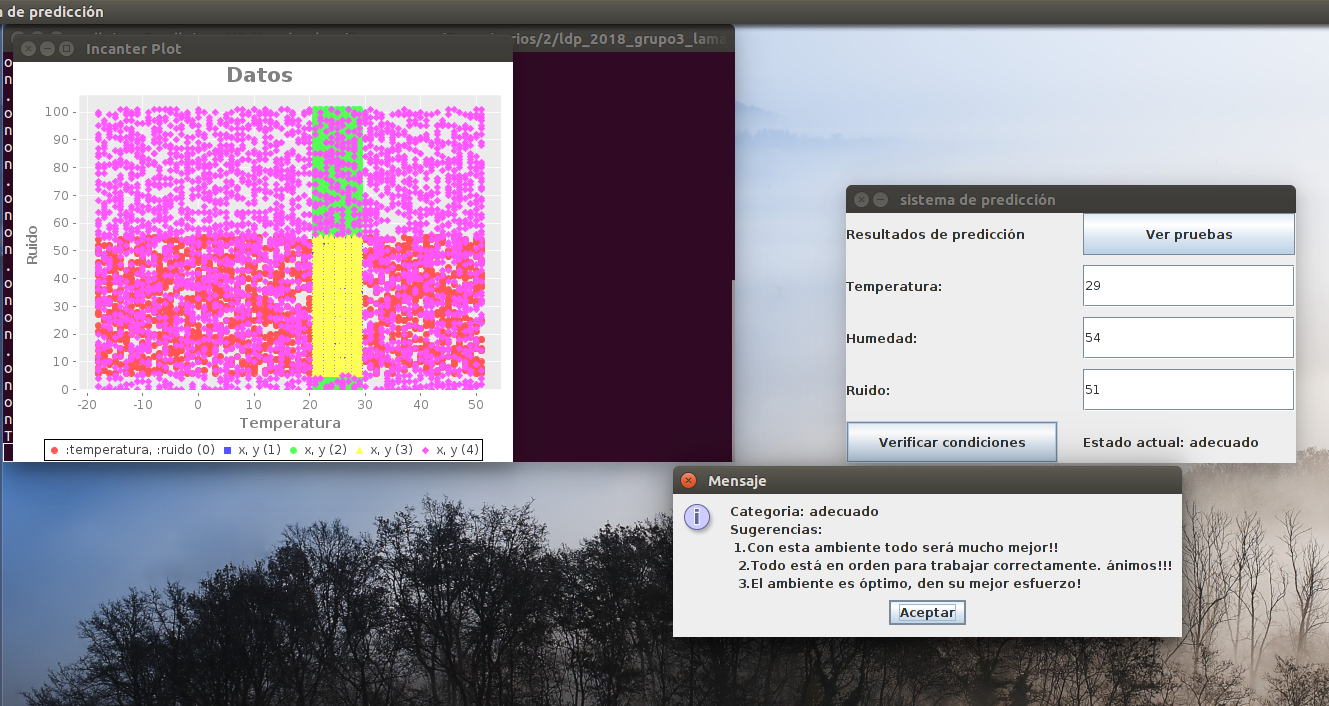 de predicción
rios/2/ldp_2018_grupo3_lama
Incanter Plot
Datos
Ruido
100
90
80
70
60
50
40
30
20
10
0
-20 -10 0 10 20 30 40 50
Temperatura
:temperatura, :ruido (0) x, y (1) x, y (2) x, y (3) x, y (4)
sistema de predicción
Resultados de predicción Ver pruebas
Temperatura: 29
Humedad: 54
Ruido: 51
Verificar condiciones Estado actual: adecuado
Mensaje
Categoria: adecuado
Sugerencias:
1.Con esta ambiente todo será mucho mejor!!
2.Todo está en orden para trabajar correctamente. ánimos!!!
3.El ambiente es óptimo, den su mejor esfuerzo!
Aceptar